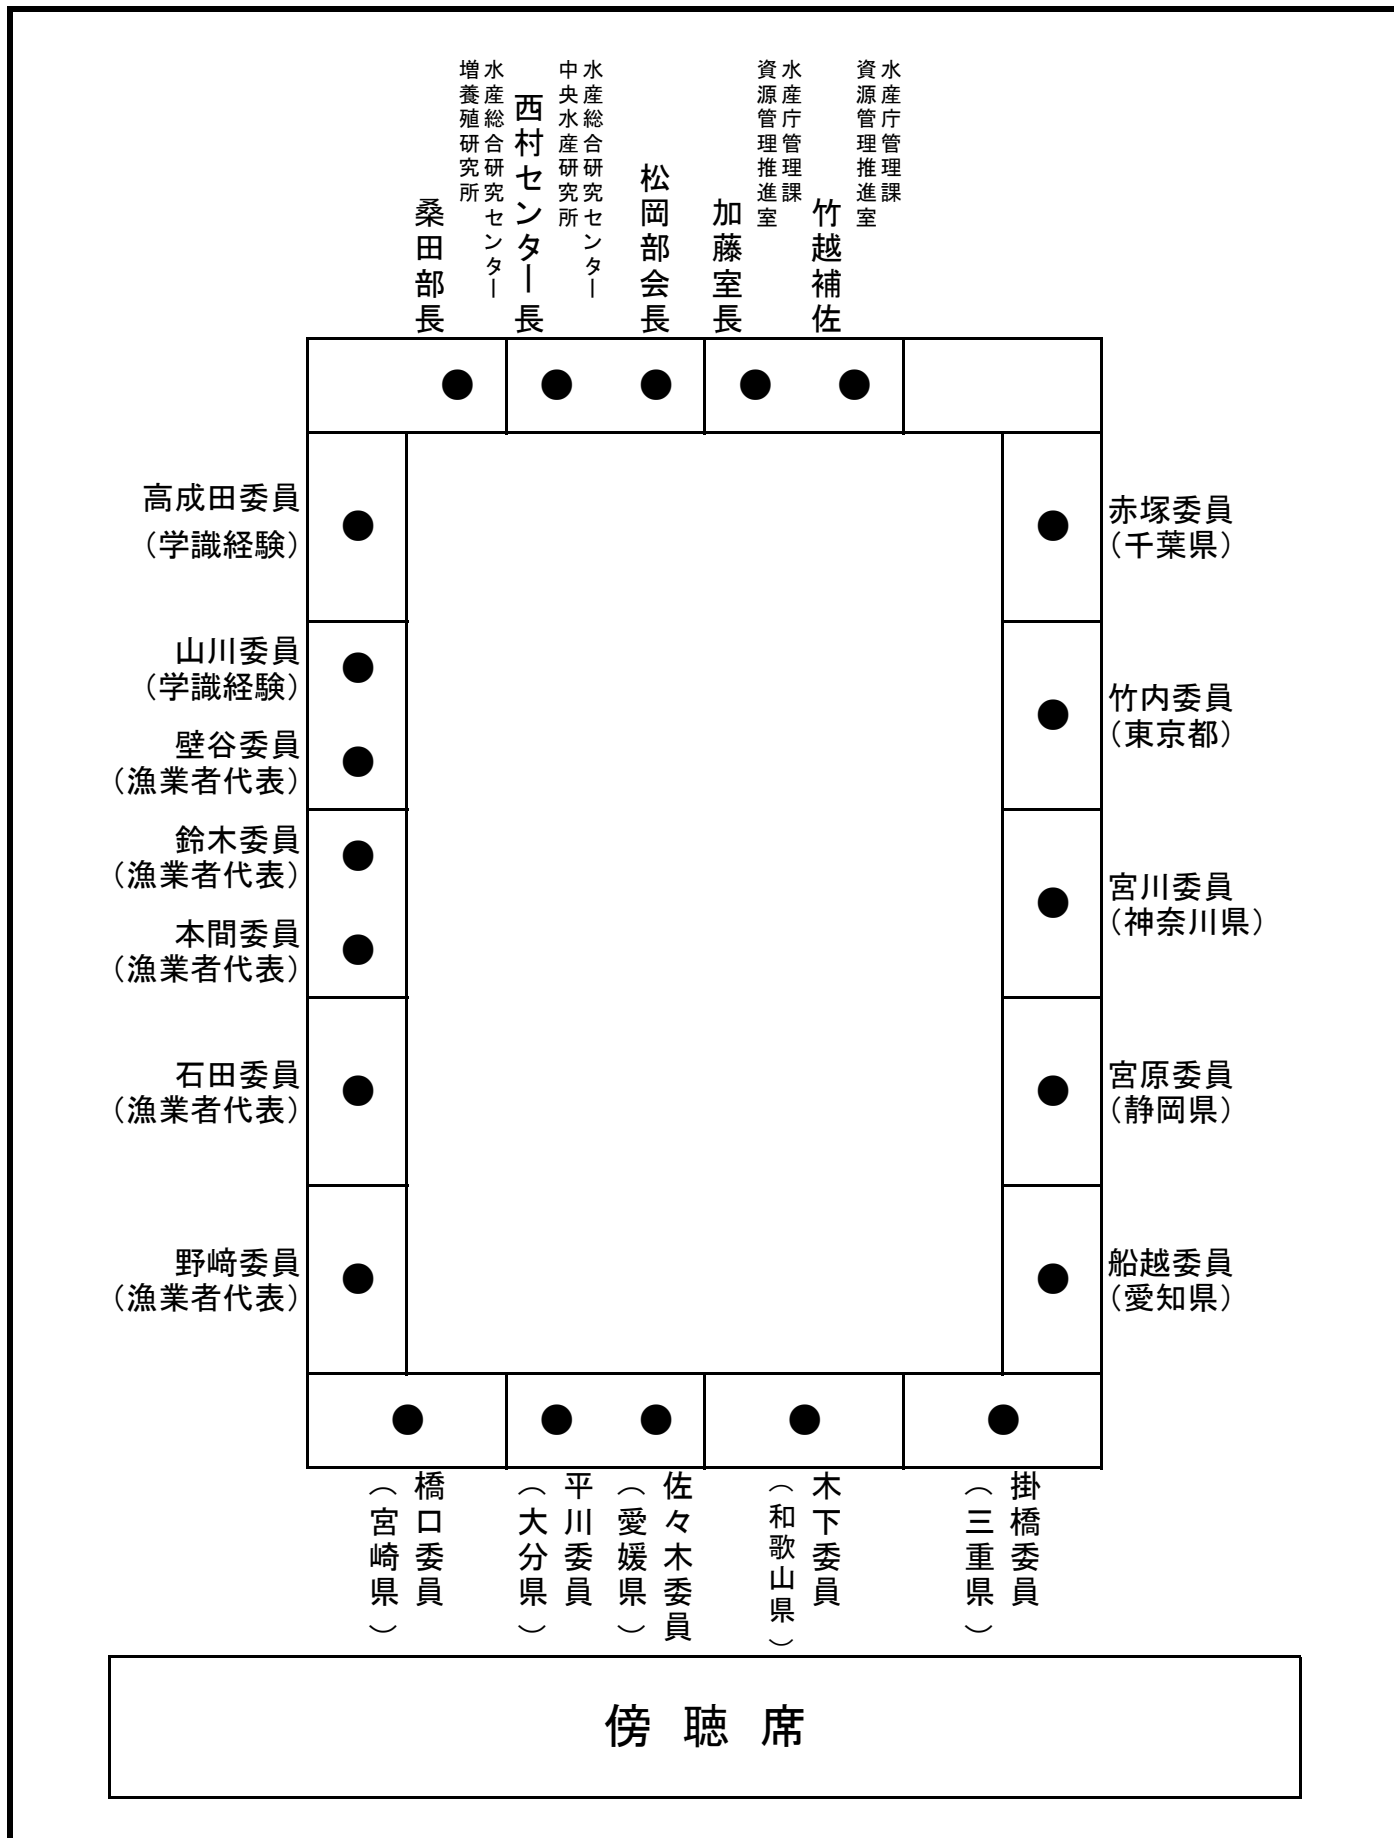 水産庁管理課
資源管理推進室
竹越補佐
水産庁管理課
資源管理推進室
加藤室長
松岡部会長
水産総合研究センター
中央水産研究所
西村センター長
水産総合研究センター
増養殖研究所
桑田部長
高成田委員
（学識経験）
山川委員
（学識経験）
壁谷委員
（漁業者代表）
鈴木委員
（漁業者代表）
本間委員
（漁業者代表）
石田委員
（漁業者代表）
野﨑委員
（漁業者代表）
赤塚委員
（千葉県）
竹内委員
（東京都）
宮川委員
（神奈川県）
宮原委員
（静岡県）
船越委員
（愛知県）
掛橋委員
（三重県）
木下委員
（和歌山県）
佐々木委員
（愛媛県）
平川委員
（大分県）
橋口委員
（宮崎県）
傍聴席